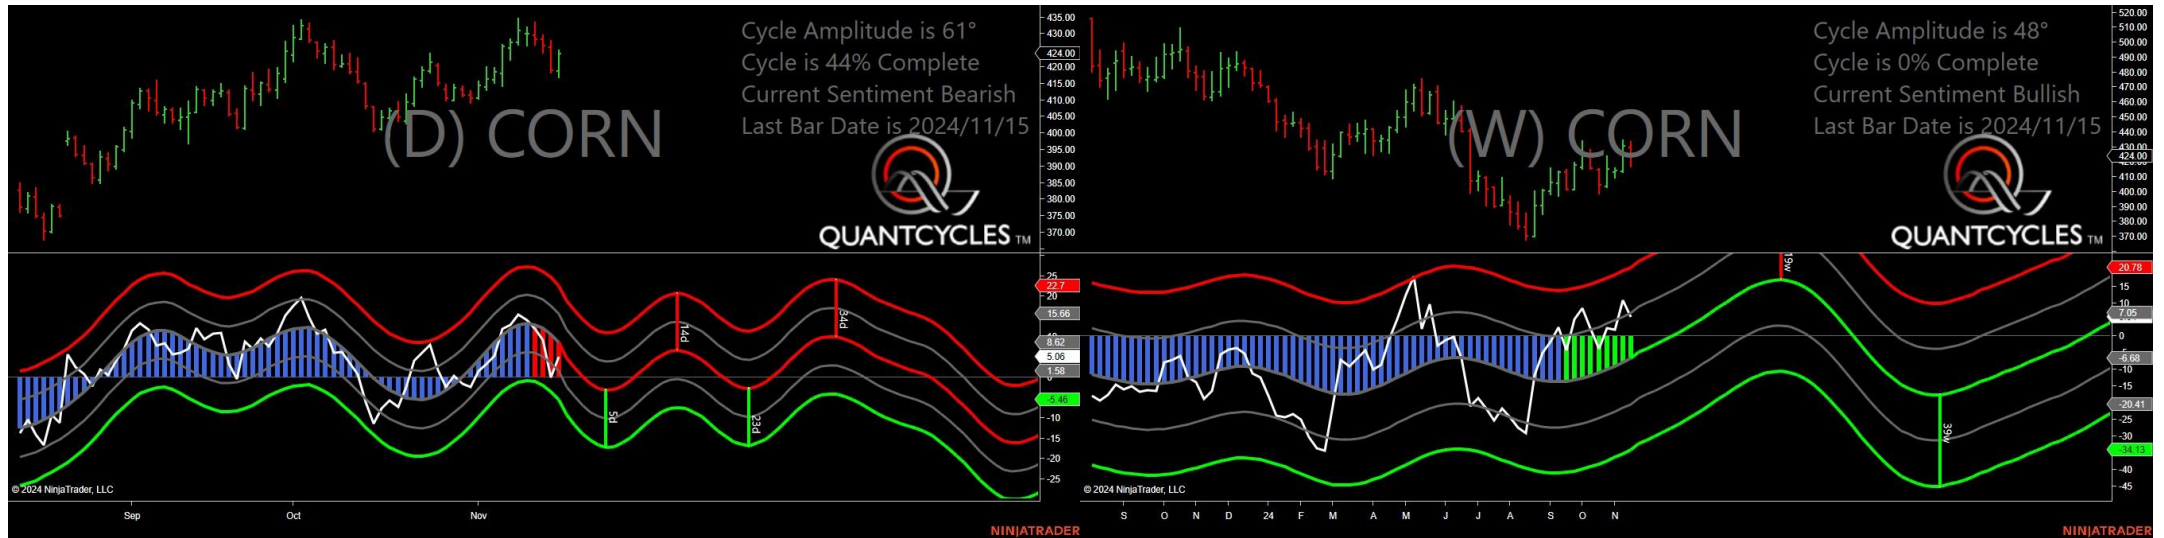 Cycle Amplitude is 61°
Cycle is 44% Complete
Current Sentiment Bearish
Last Bar Date is 2024/11/15
(D) CORN
QUANTCYCLES TM
435.00
430.00
424.00
420.00
415.00
410.00
405.00
400.00
395.00
390.00
385.00
380.00
375.00
370.00
25
22.7
20
15.66
8.62
5.06
1.58
-5.46
-10
-15
-20
-25
5d
14d
23d
34d
© 2024 NinjaTrader, LLC
Sep Oct Nov
NINJATRADER
Cycle Amplitude is 48°
Cycle is 0% Complete
Current Sentiment Bullish
Last Bar Date is 2024/11/15
(W) CORN
QUANTCYCLES TM
520.00
510.00
500.00
490.00
480.00
470.00
460.00
450.00
440.00
430.00
424.00
410.00
400.00
390.00
380.00
370.00
20.78
15
10
7.05
0
-6.68
-10
-15
-20.41
-25
-30
-34.13
-40
-45
19w
39w
© 2024 NinjaTrader, LLC
S O N D 24 F M A M J J A S O N
NINJATRADER